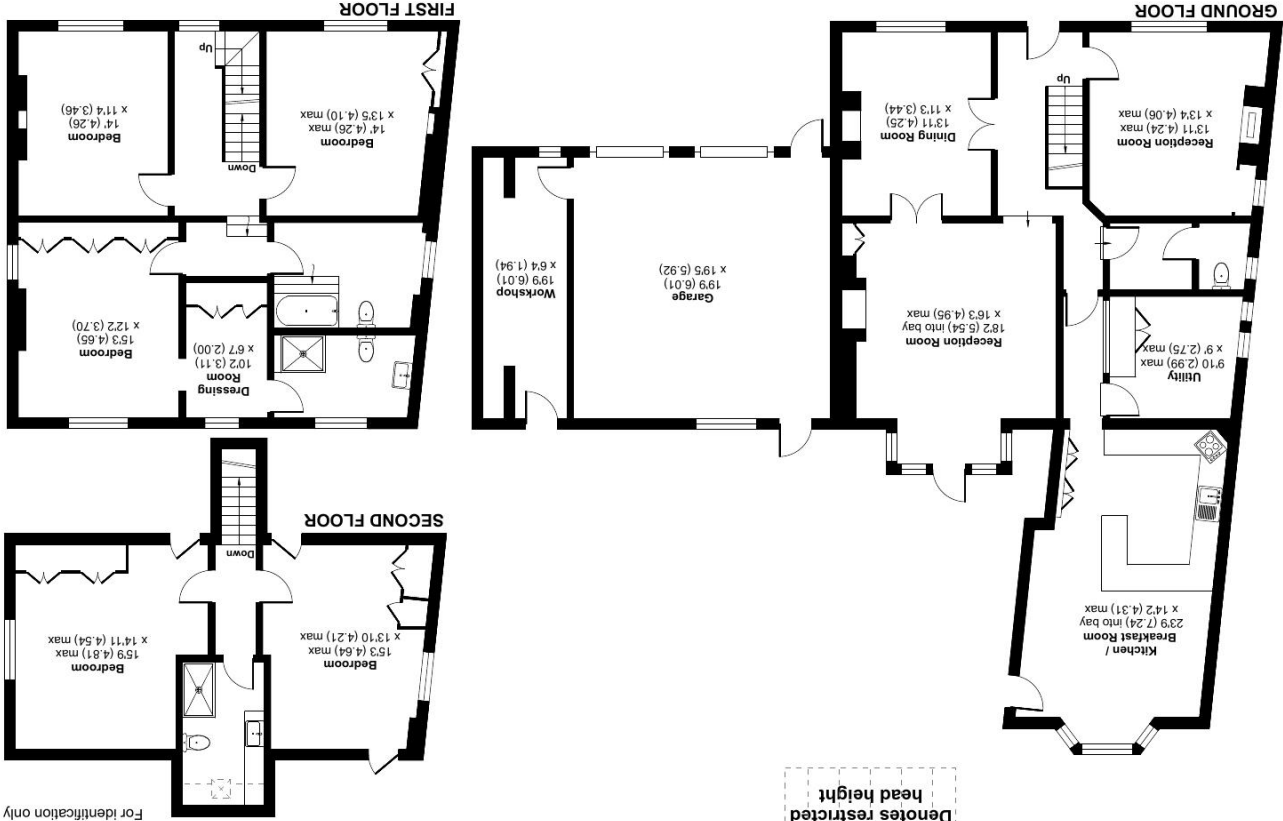 For identification only
Denotes restricted
head height
SECOND FLOOR
Bedroom
15'3 (4.64) max
x 13'10 (4.21) max
Bedroom
15'9 (4.81) max
x 14'11 (4.54) max
Down
FIRST FLOOR
Bedroom
15'3 (4.65)
x 12'2 (3.70)
Dressing
Room
10'2 (3.11)
x 6'7 (2.00)
Down
Up
Bedroom
14' (4.26) max
x 13'5 (4.10) max
Bedroom
14' (4.26)
x 11'4 (3.46)
GROUND FLOOR
Kitchen /
Breakfast Room
23'9 (7.24) into bay
x 14'2 (4.31) max
Utility
9'10 (2.99) max
x 9' (2.75) max
Reception Room
18'2 (5.54) into bay
x 16'3 (4.95) max
Garage
19'9 (6.01)
x 19'5 (5.92)
Workshop
19'9 (6.01)
x 6'4 (1.94)
Reception Room
13'11 (4.24) max
x 13'4 (4.06) max
Up
Dining Room
13'11 (4.25)
x 11'3 (3.44)